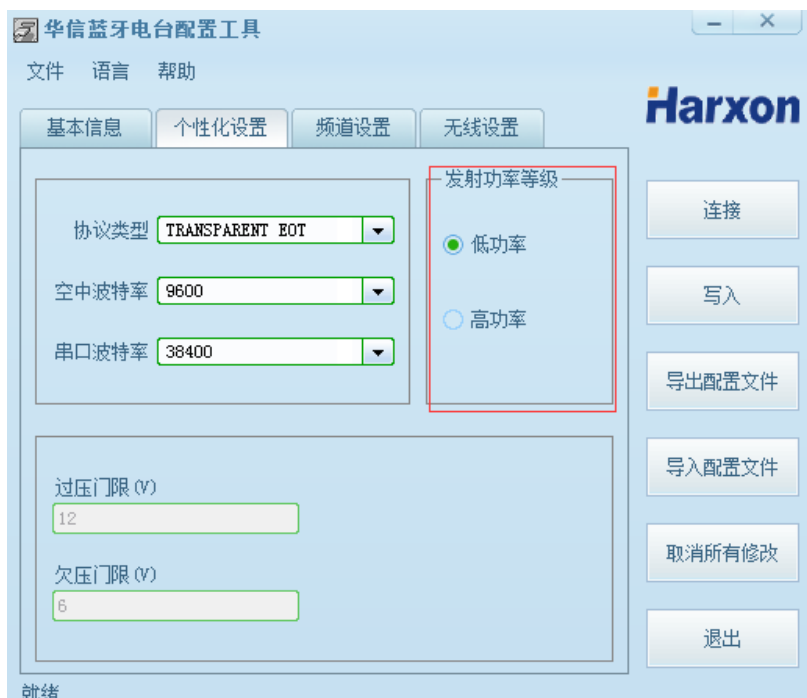 华信蓝牙电台配置工具
文件 语言 帮助
Harxon
基本信息 个性化设置 频道设置 无线设置
协议类型 TRANSPARENT EOT
空中波特率 9600
串口波特率 38400
发射功率等级
低功率
高功率
过压门限(V)
12
欠压门限(V)
6
连接
写入
导出配置文件
导入配置文件
取消所有修改
退出
就绪